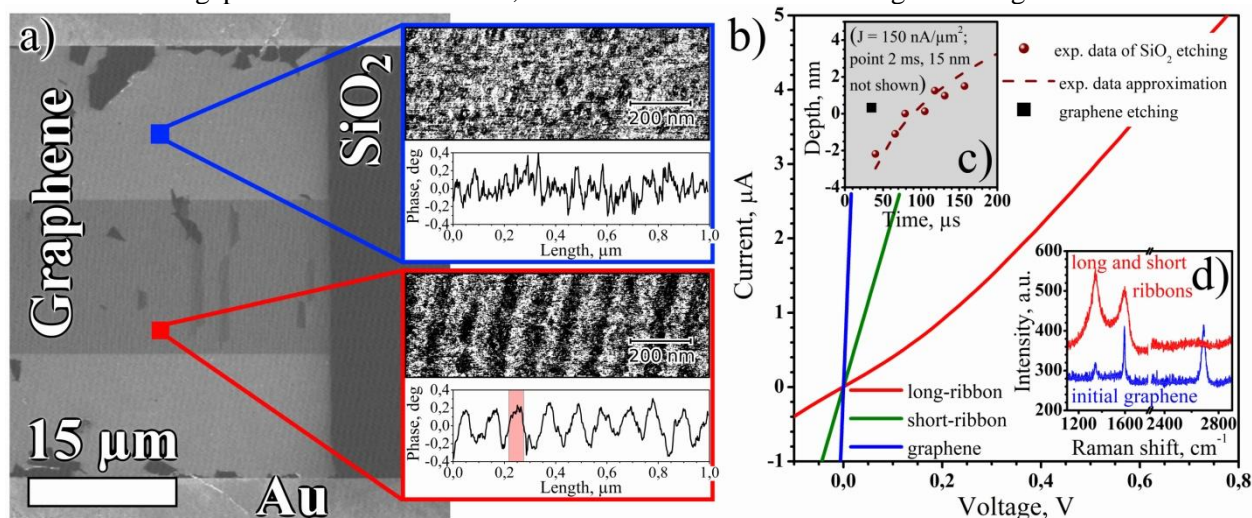 a)
Graphene
SiO₂
15 µm
Au
200 nm
Phase, deg
0,4
0,2
0,0
-0,2
-0,4
0,0 0,2 0,4 0,6 0,8 1,0
Length, µm
200 nm
Phase, deg
0,4
0,2
0,0
-0,2
-0,4
0,0 0,2 0,4 0,6 0,8 1,0
Length, µm
b)
Current, µA
5
4
3
2
1
0
-1
0,0 0,2 0,4 0,6 0,8
Voltage, V
long-ribbon
short-ribbon
graphene
(J = 150 nA/µm²;
point 2 ms, 15 nm
not shown)
c)
Depth, nm
4
2
0
-2
-4
0 50 100 150 200
Time, µs
exp. data of SiO₂ etching
exp. data approximation
graphene etching
d)
long and short
ribbons
initial graphene
Intensity, a.u.
600
500
400
300
200
1200 1600 2400 2800
Raman shift, cm⁻¹